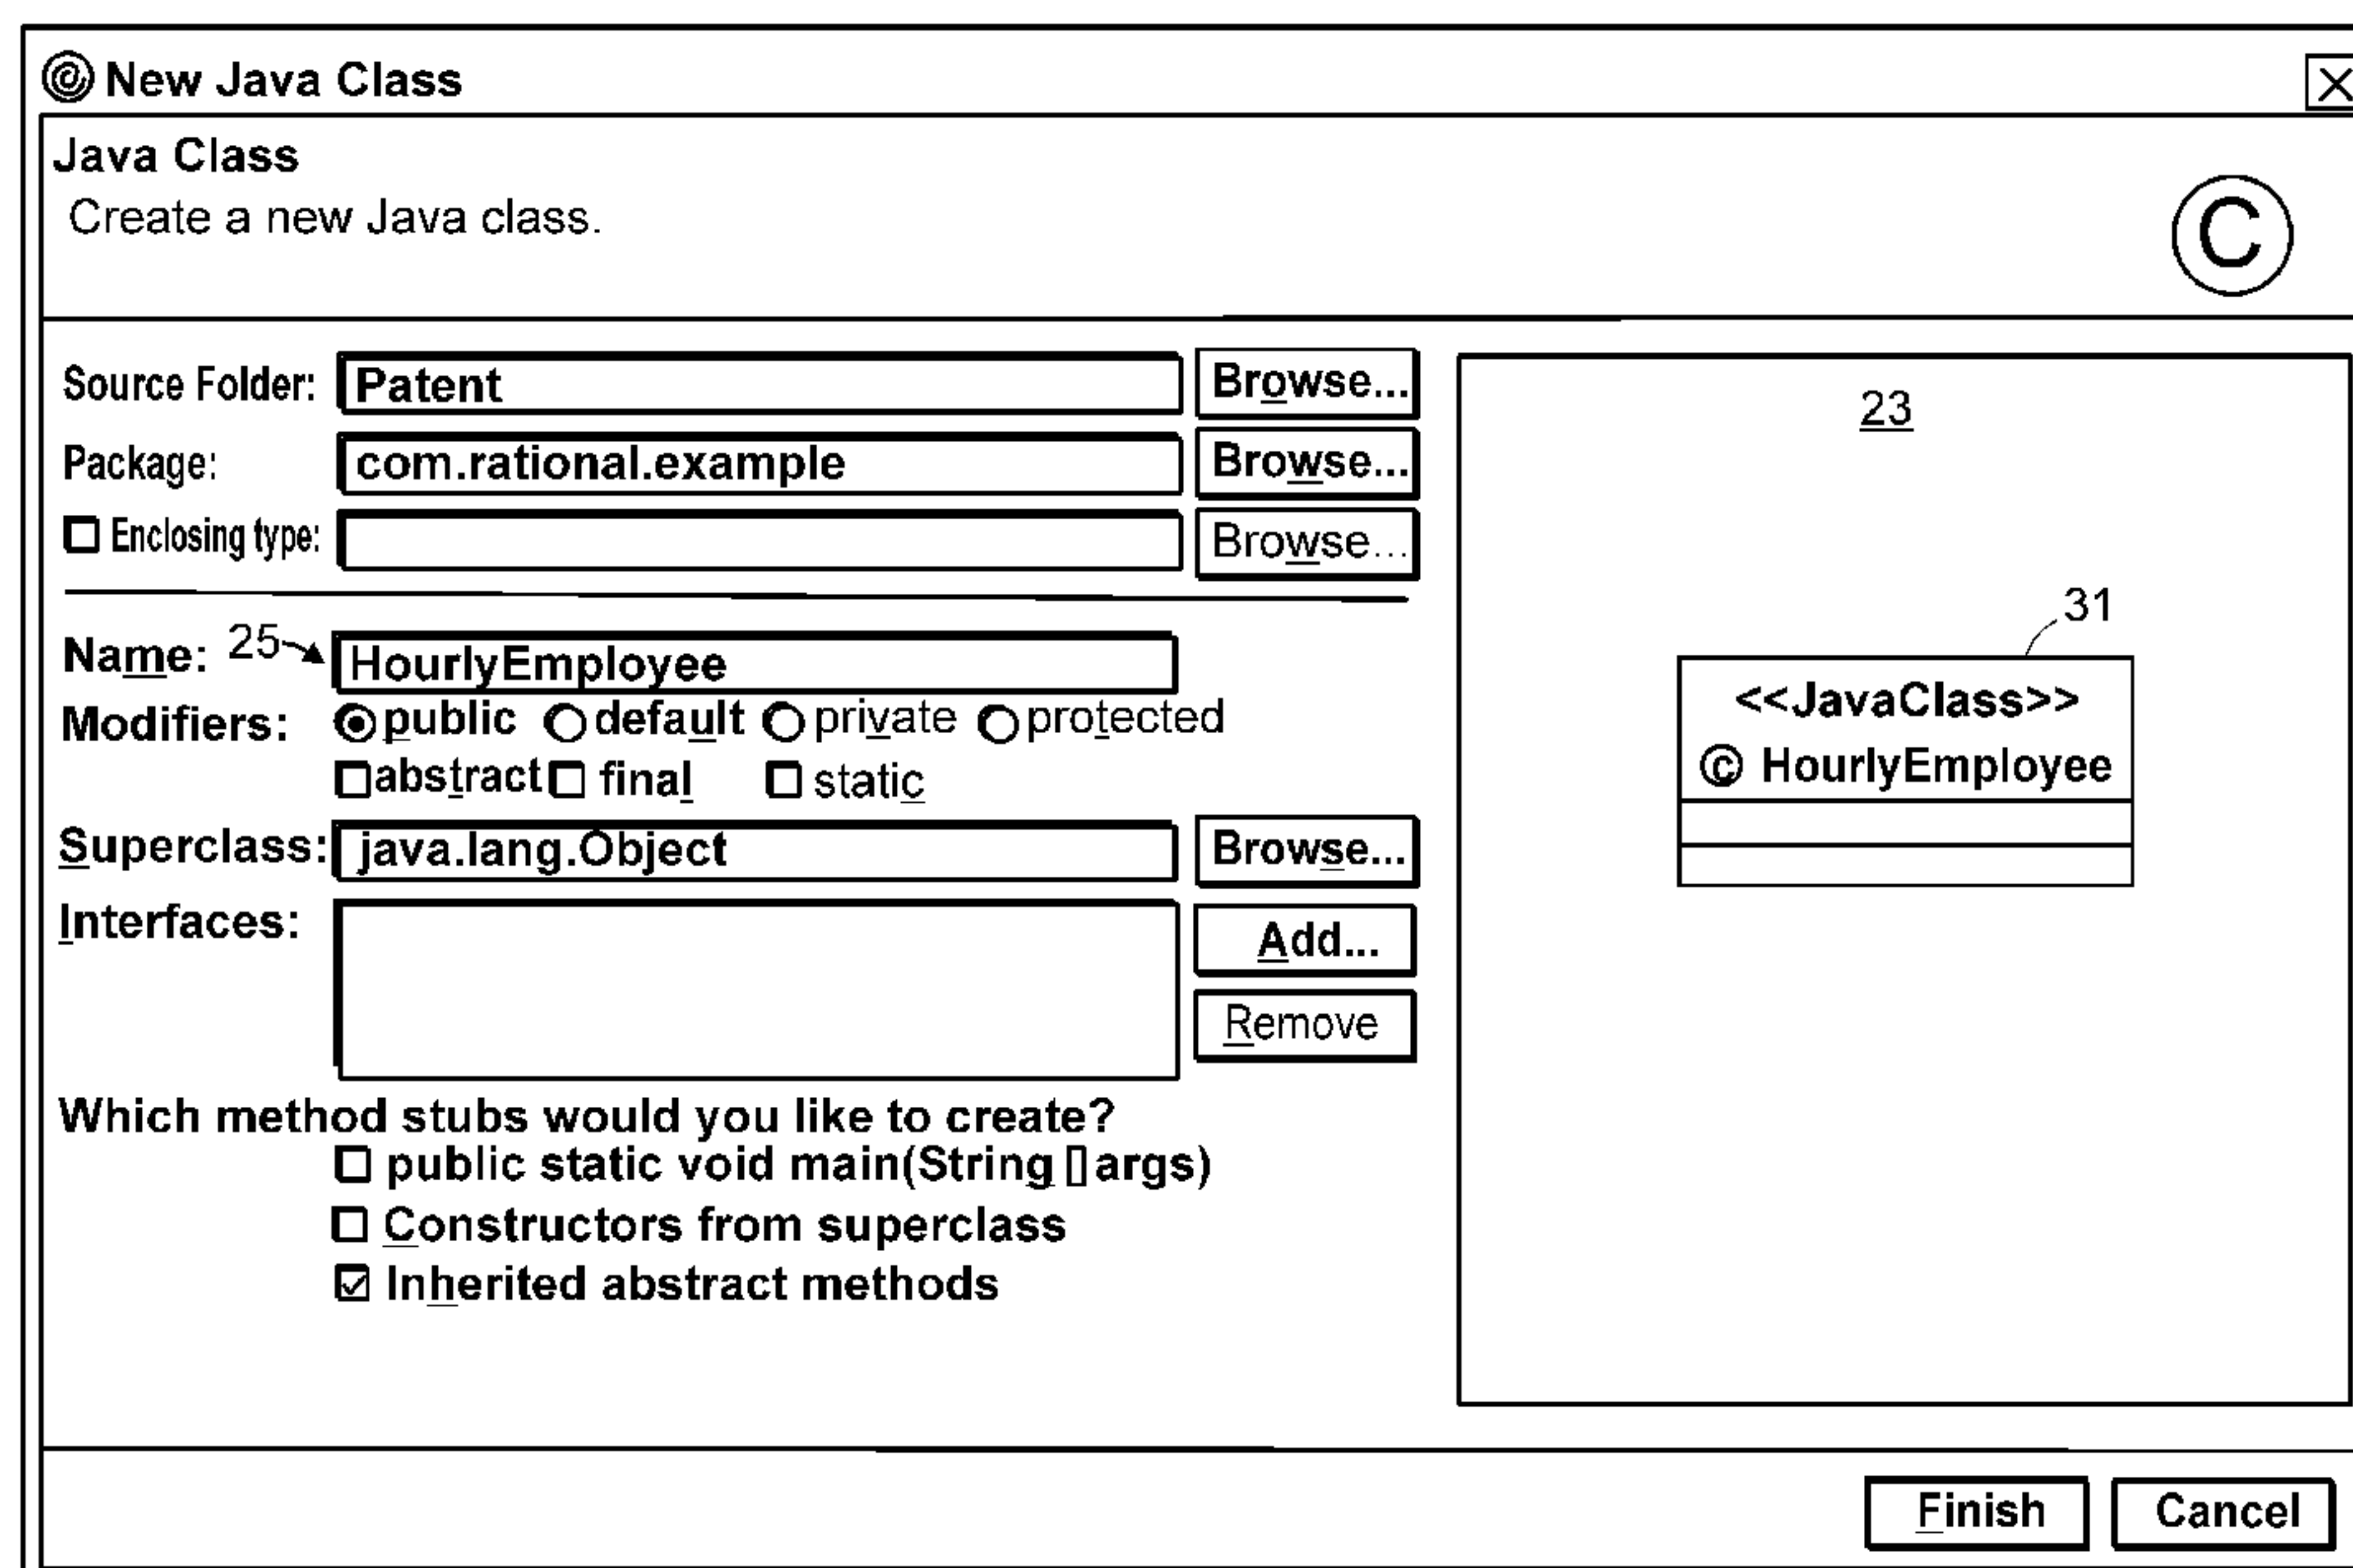 New Java Class
Java Class
Create a new Java class.
C
Source Folder: Patent Browse...
23
Package: com.rational.example Browse...
Enclosing type: Browse...
31
Name: 25 HourlyEmployee
Modifiers: public default private protected
<<JavaClass>>
© HourlyEmployee
abstract final static
Superclass: java.lang.Object Browse...
Interfaces: Add...
Remove
Which method stubs would you like to create?
public static void main(String [] args)
Constructors from superclass
Inherited abstract methods
Finish Cancel